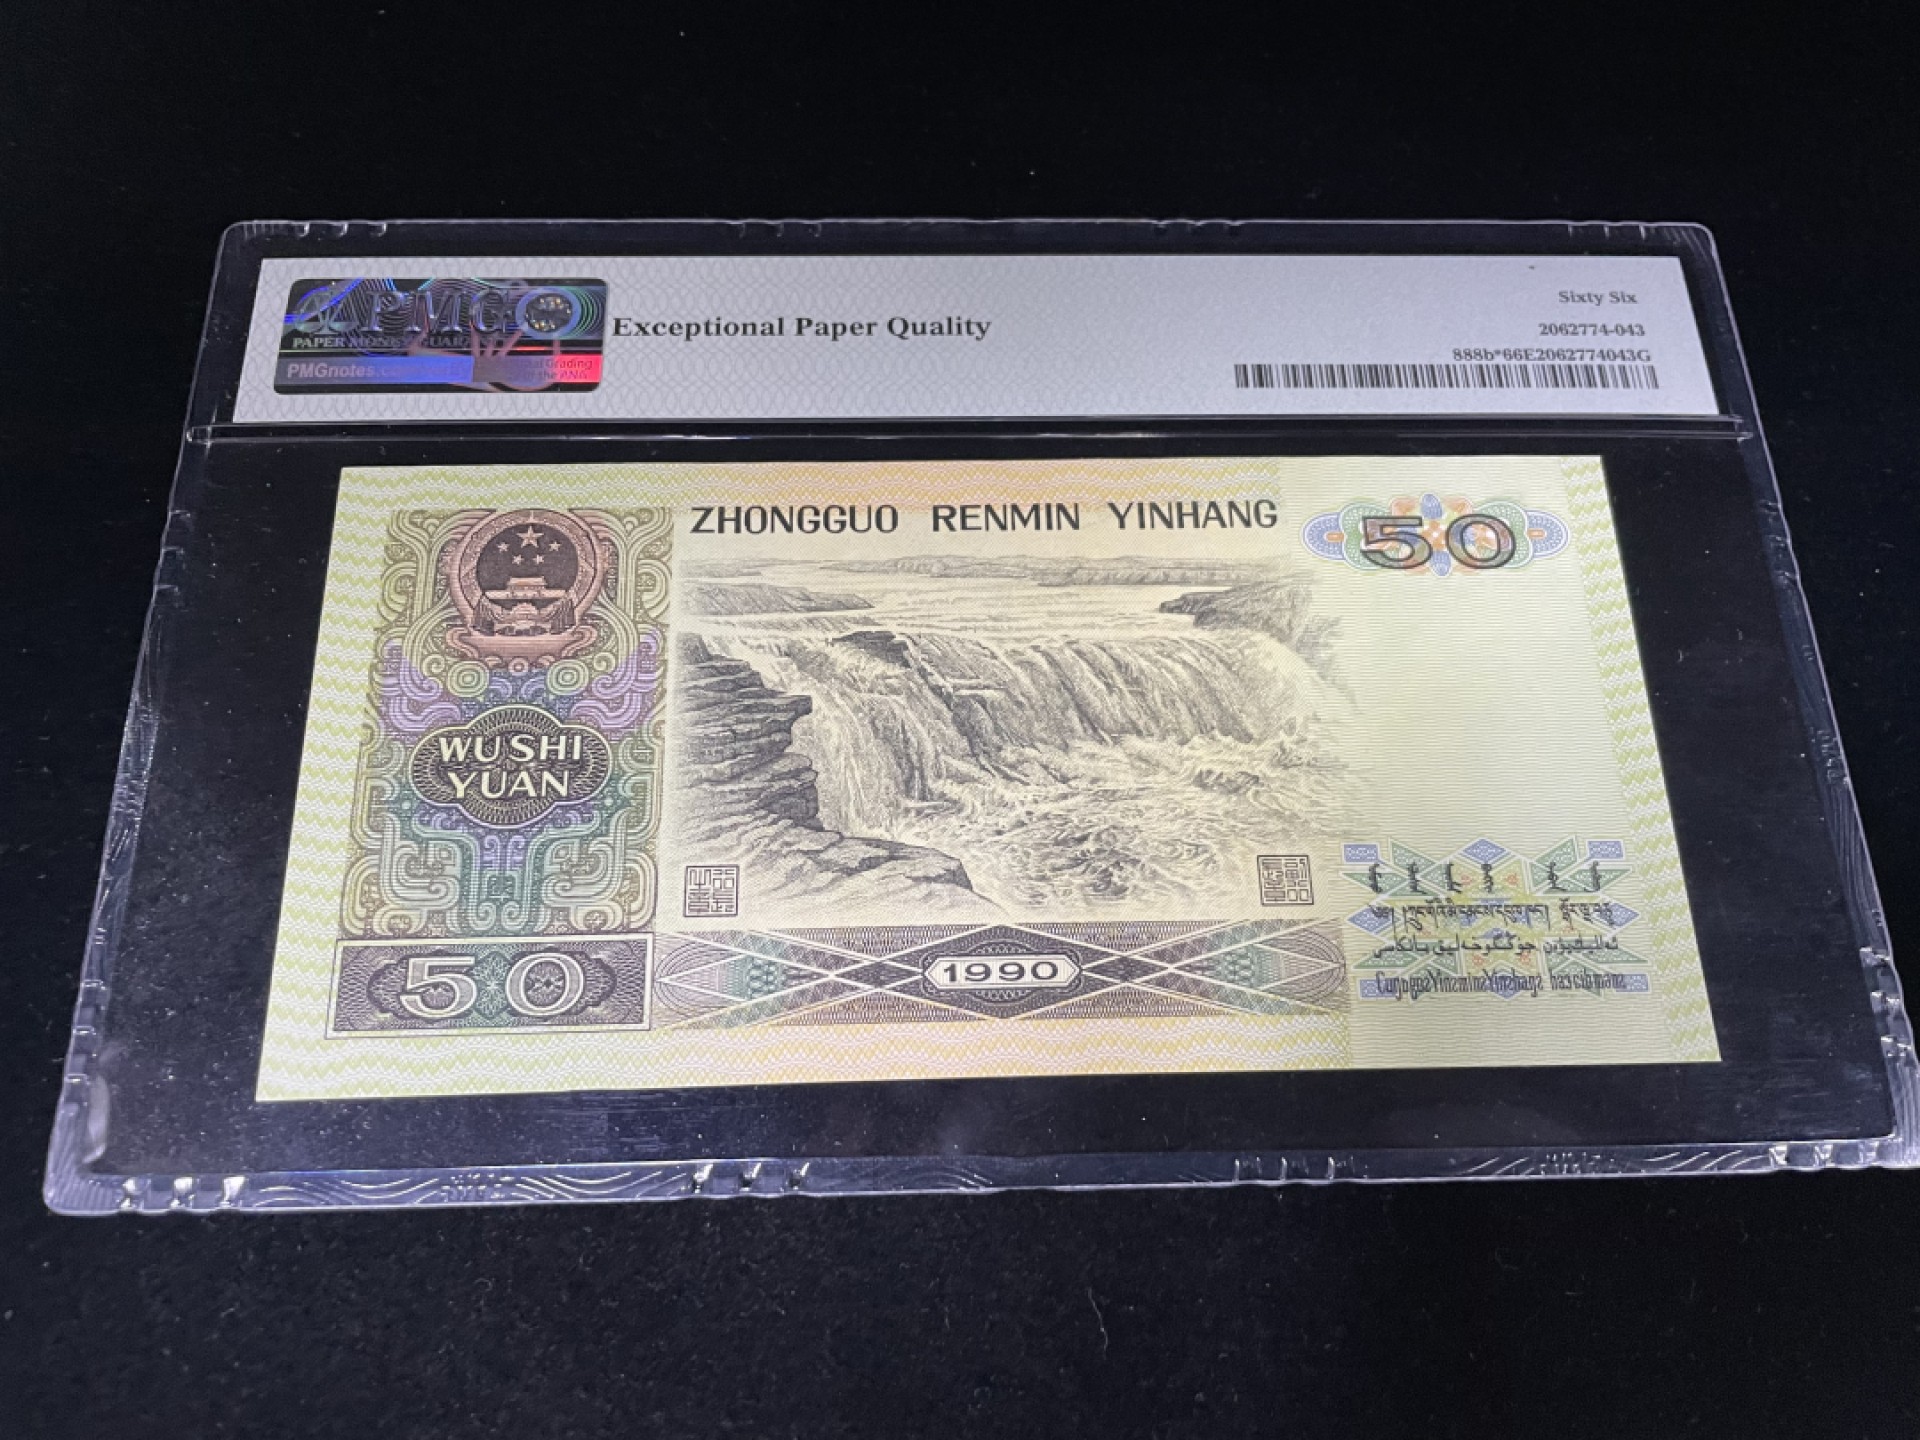 PMG
PAPER MONEY GUARANTY
PMGnotes.com
Exceptional Paper Quality
Sixty Six
2062774-043
888b*66E2062774043G
ZHONGGUO RENMIN YINHANG
50
WU SHI
YUAN
50
1990